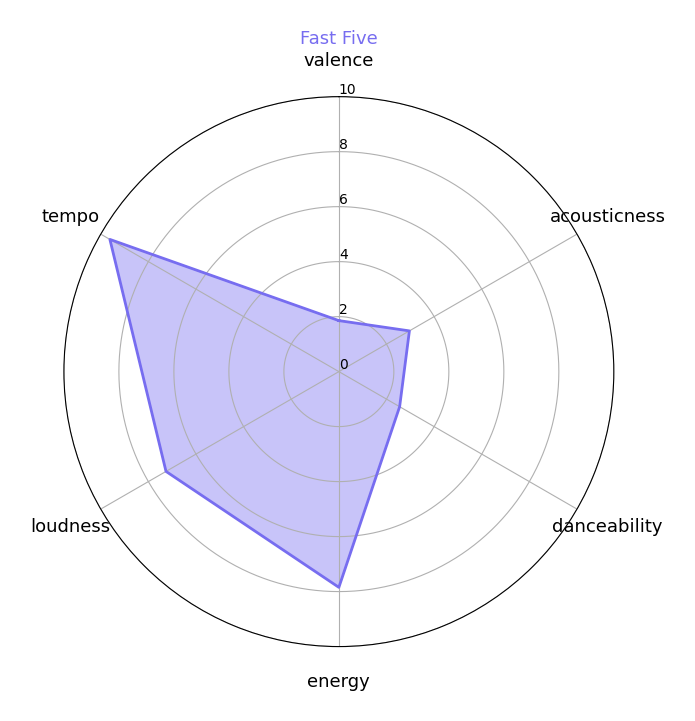 Fast Five
valence
10
8
tempo
acousticness
6
4
2
0
loudness
danceability
energy